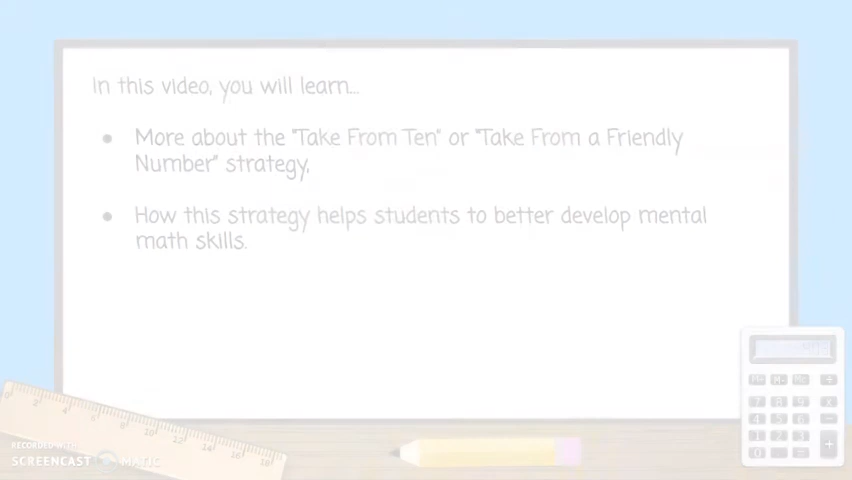 In this video, you will learn...
● More about the "Take From Ten" or "Take From a Friendly
Number" strategy,
● How this strategy helps students to better develop mental
math skills.
RECORDED WITH
SCREENCAST MATIC